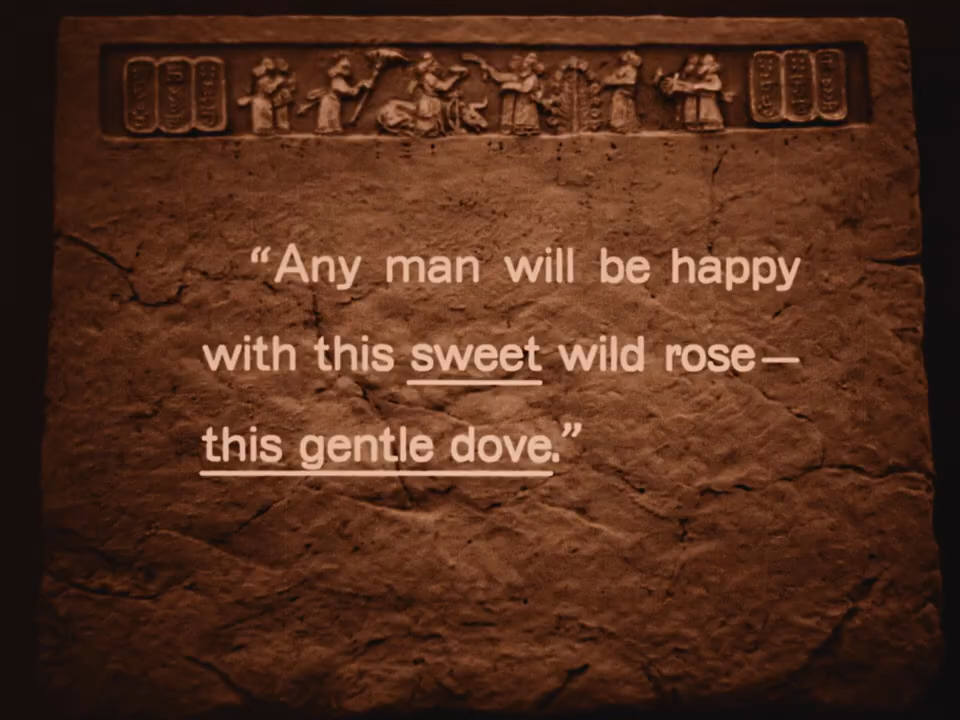 “Any man will be happy
with this sweet wild rose—
this gentle dove.”